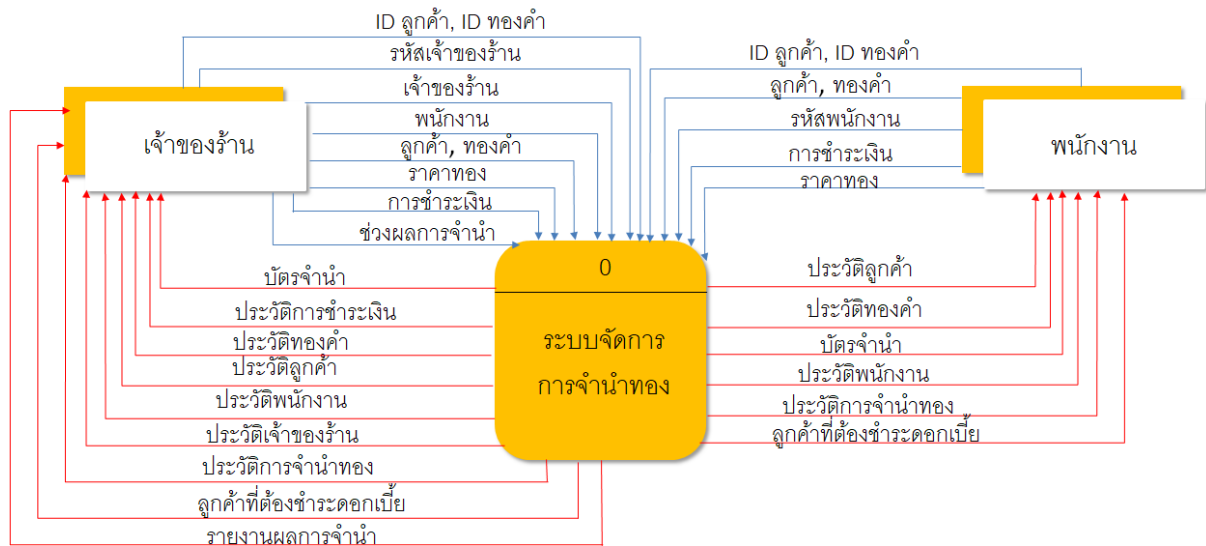 ID ลูกค้า, ID ทองคำ
รหัสเจ้าของร้าน
เจ้าของร้าน
พนักงาน
ลูกค้า, ทองคำ
ราคาทอง
การชำระเงิน
ช่วงผลการจำนำ
เจ้าของร้าน
ID ลูกค้า, ID ทองคำ
ลูกค้า, ทองคำ
รหัสพนักงาน
การชำระเงิน
ราคาทอง
พนักงาน
0
ระบบจัดการ
การจำนำทอง
บัตรจำนำ
ประวัติการชำระเงิน
ประวัติทองคำ
ประวัติลูกค้า
ประวัติพนักงาน
ประวัติเจ้าของร้าน
ประวัติการจำนำทอง
ลูกค้าที่ต้องชำระดอกเบี้ย
รายงานผลการจำนำ
ประวัติลูกค้า
ประวัติทองคำ
บัตรจำนำ
ประวัติพนักงาน
ประวัติการจำนำทอง
ลูกค้าที่ต้องชำระดอกเบี้ย